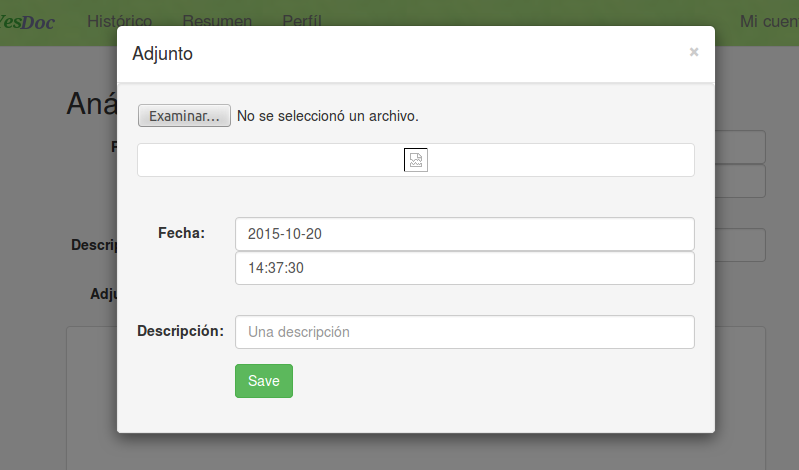 YesDoc Histórico Resumen Perfíl Mi cuen
Adjunto ×
Aná
Examinar... No se seleccionó un archivo.
F
Fecha: 2015-10-20
14:37:30
Descrip
Adju
Descripción: Una descripción
Save